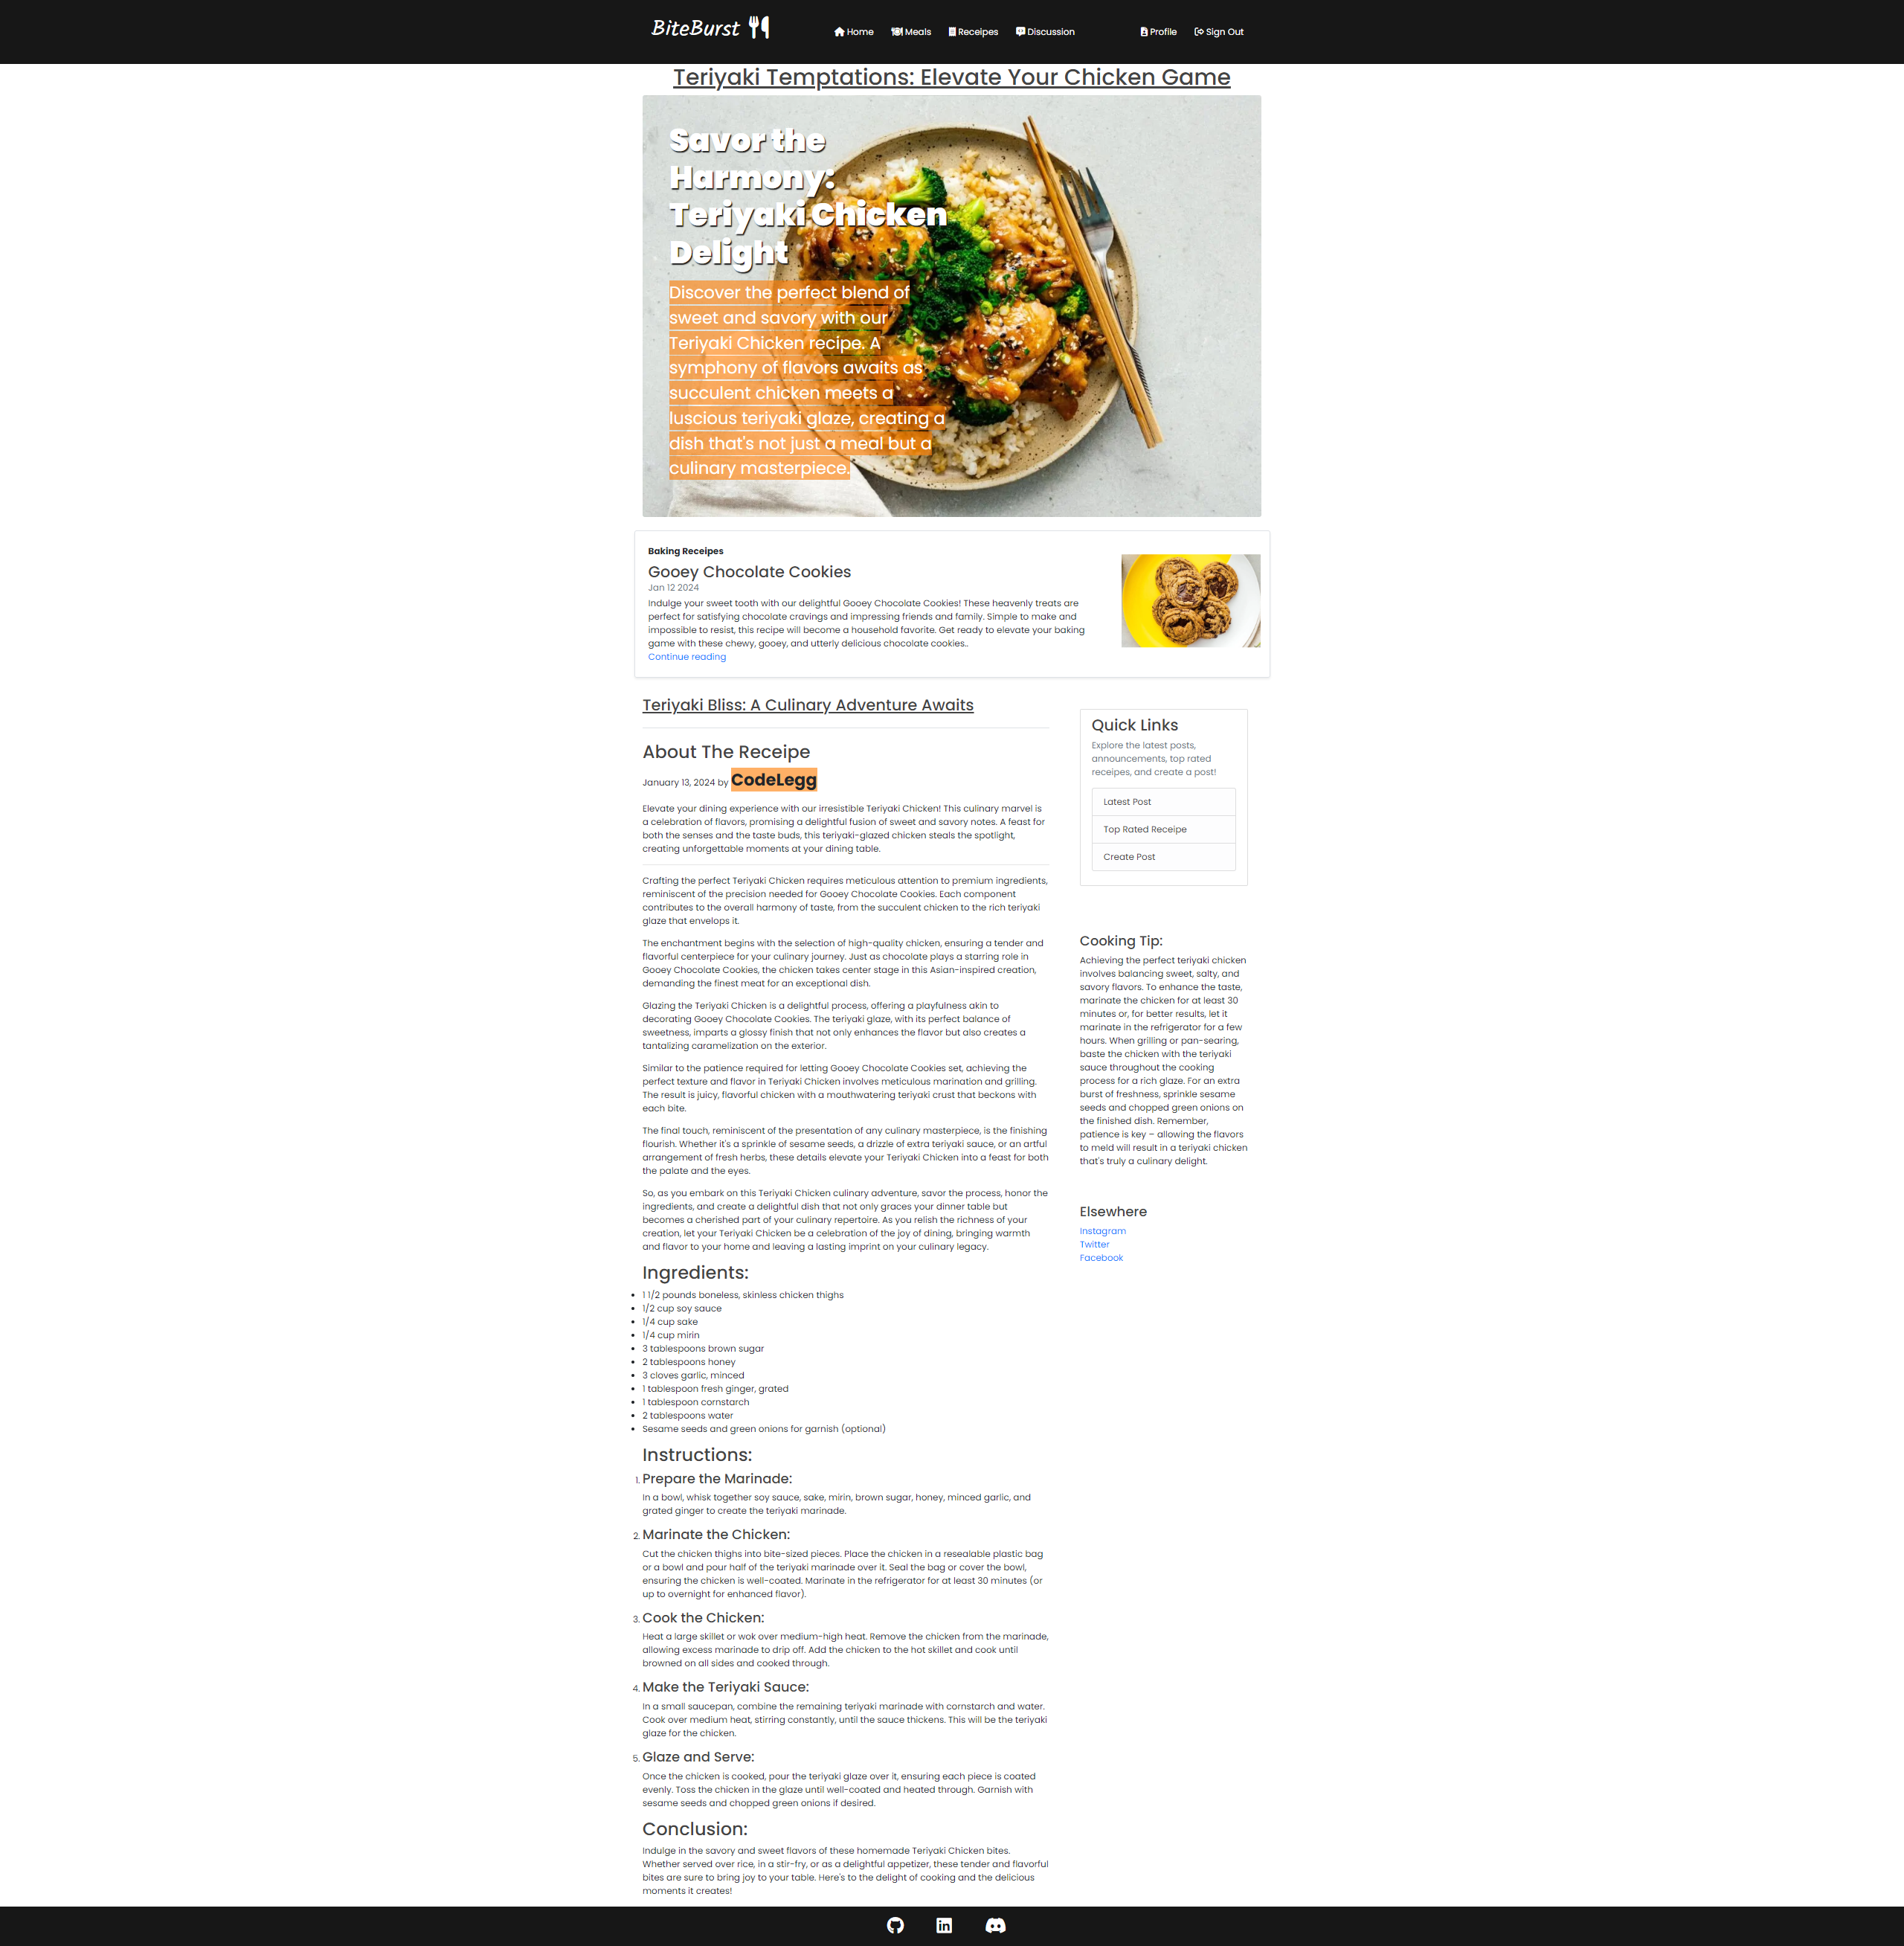 BiteBurst
Home Meals Receipes Discussion Profile Sign Out
Teriyaki Temptations: Elevate Your Chicken Game
Savor the
Harmony:
Teriyaki Chicken
Delight
Discover the perfect blend of
sweet and savory with our
Teriyaki Chicken recipe. A
symphony of flavors awaits as
succulent chicken meets a
luscious teriyaki glaze, creating a
dish that's not just a meal but a
culinary masterpiece.
Baking Receipes
Gooey Chocolate Cookies
Jan 12 2024
Indulge your sweet tooth with our delightful Gooey Chocolate Cookies! These heavenly treats are
perfect for satisfying chocolate cravings and impressing friends and family. Simple to make and
impossible to resist, this recipe will become a household favorite. Get ready to elevate your baking
game with these chewy, gooey, and utterly delicious chocolate cookies..
Continue reading
Teriyaki Bliss: A Culinary Adventure Awaits
About The Receipe
January 13, 2024 by CodeLegg
Elevate your dining experience with our irresistible Teriyaki Chicken! This culinary marvel is
a celebration of flavors, promising a delightful fusion of sweet and savory notes. A feast for
both the senses and the taste buds, this teriyaki-glazed chicken steals the spotlight,
creating unforgettable moments at your dining table.
Crafting the perfect Teriyaki Chicken requires meticulous attention to premium ingredients,
reminiscent of the precision needed for Gooey Chocolate Cookies. Each component
contributes to the overall harmony of taste, from the succulent chicken to the rich teriyaki
glaze that envelops it.
The enchantment begins with the selection of high-quality chicken, ensuring a tender and
flavorful centerpiece for your culinary journey. Just as chocolate plays a starring role in
Gooey Chocolate Cookies, the chicken takes center stage in this Asian-inspired creation,
demanding the finest meat for an exceptional dish.
Glazing the Teriyaki Chicken is a delightful process, offering a playfulness akin to
decorating Gooey Chocolate Cookies. The teriyaki glaze, with its perfect balance of
sweetness, imparts a glossy finish that not only enhances the flavor but also creates a
tantalizing caramelization on the exterior.
Similar to the patience required for letting Gooey Chocolate Cookies set, achieving the
perfect texture and flavor in Teriyaki Chicken involves meticulous marination and grilling.
The result is juicy, flavorful chicken with a mouthwatering teriyaki crust that beckons with
each bite.
The final touch, reminiscent of the presentation of any culinary masterpiece, is the finishing
flourish. Whether it's a sprinkle of sesame seeds, a drizzle of extra teriyaki sauce, or an artful
arrangement of fresh herbs, these details elevate your Teriyaki Chicken into a feast for both
the palate and the eyes.
So, as you embark on this Teriyaki Chicken culinary adventure, savor the process, honor the
ingredients, and create a delightful dish that not only graces your dinner table but
becomes a cherished part of your culinary repertoire. As you relish the richness of your
creation, let your Teriyaki Chicken be a celebration of the joy of dining, bringing warmth
and flavor to your home and leaving a lasting imprint on your culinary legacy.
Ingredients:
• 1 1/2 pounds boneless, skinless chicken thighs
• 1/2 cup soy sauce
• 1/4 cup sake
• 1/4 cup mirin
• 3 tablespoons brown sugar
• 2 tablespoons honey
• 3 cloves garlic, minced
• 1 tablespoon fresh ginger, grated
• 1 tablespoon cornstarch
• 2 tablespoons water
• Sesame seeds and green onions for garnish (optional)
Instructions:
1. Prepare the Marinade:
In a bowl, whisk together soy sauce, sake, mirin, brown sugar, honey, minced garlic, and
grated ginger to create the teriyaki marinade.
2. Marinate the Chicken:
Cut the chicken thighs into bite-sized pieces. Place the chicken in a resealable plastic bag
or a bowl and pour half of the teriyaki marinade over it. Seal the bag or cover the bowl,
ensuring the chicken is well-coated. Marinate in the refrigerator for at least 30 minutes (or
up to overnight for enhanced flavor).
3. Cook the Chicken:
Heat a large skillet or wok over medium-high heat. Remove the chicken from the marinade,
allowing excess marinade to drip off. Add the chicken to the hot skillet and cook until
browned on all sides and cooked through.
4. Make the Teriyaki Sauce:
In a small saucepan, combine the remaining teriyaki marinade with cornstarch and water.
Cook over medium heat, stirring constantly, until the sauce thickens. This will be the teriyaki
glaze for the chicken.
5. Glaze and Serve:
Once the chicken is cooked, pour the teriyaki glaze over it, ensuring each piece is coated
evenly. Toss the chicken in the glaze until well-coated and heated through. Garnish with
sesame seeds and chopped green onions if desired.
Conclusion:
Indulge in the savory and sweet flavors of these homemade Teriyaki Chicken bites.
Whether served over rice, in a stir-fry, or as a delightful appetizer, these tender and flavorful
bites are sure to bring joy to your table. Here's to the delight of cooking and the delicious
moments it creates!
Quick Links
Explore the latest posts,
announcements, top rated
receipes, and create a post!
Latest Post
Top Rated Receipe
Create Post
Cooking Tip:
Achieving the perfect teriyaki chicken
involves balancing sweet, salty, and
savory flavors. To enhance the taste,
marinate the chicken for at least 30
minutes or, for better results, let it
marinate in the refrigerator for a few
hours. When grilling or pan-searing,
baste the chicken with the teriyaki
sauce throughout the cooking
process for a rich glaze. For an extra
burst of freshness, sprinkle sesame
seeds and chopped green onions on
the finished dish. Remember,
patience is key – allowing the flavors
to meld will result in a teriyaki chicken
that's truly a culinary delight.
Elsewhere
Instagram
Twitter
Facebook